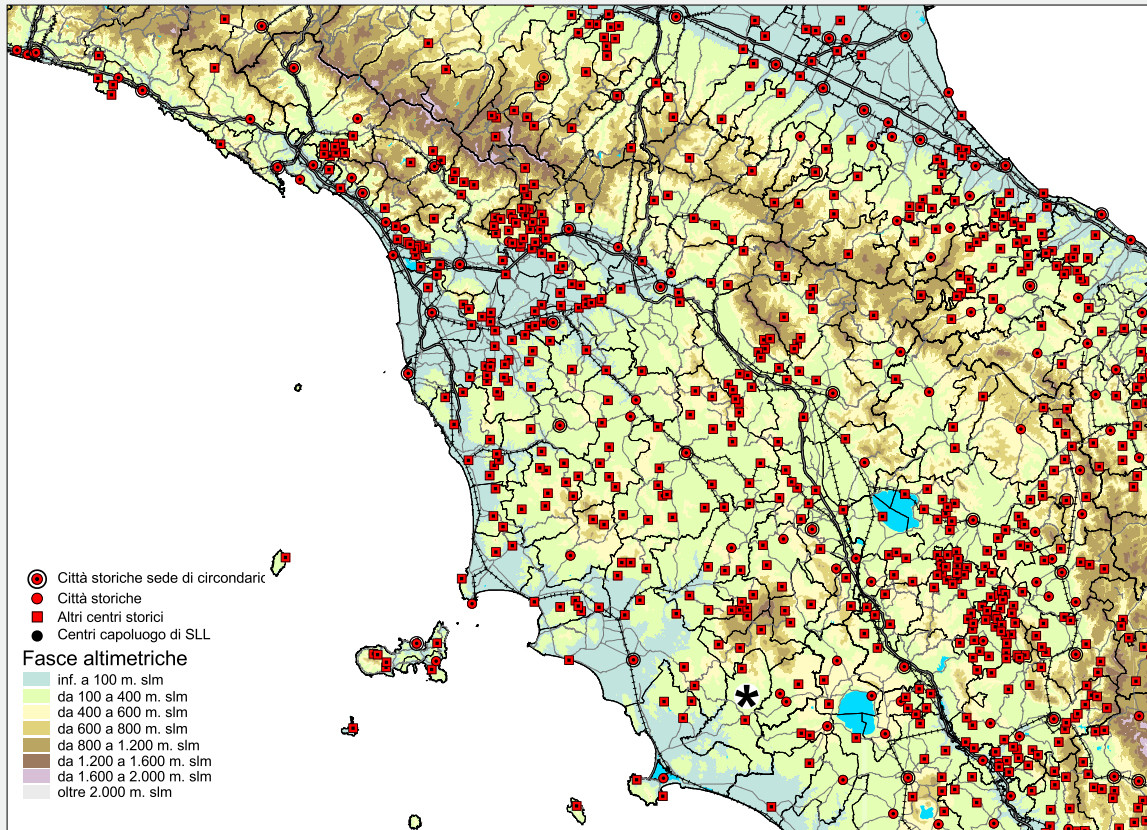 Città storiche sede di circondaric
Città storiche
Altri centri storici
Centri capoluogo di SLL
Fasce altimetriche
inf. a 100 m. slm
da 100 a 400 m. slm
da 400 a 600 m. slm
da 600 a 800 m. slm
da 800 a 1.200 m. slm
da 1.200 a 1.600 m. slm
da 1.600 a 2.000 m. slm
oltre 2.000 m. slm
*